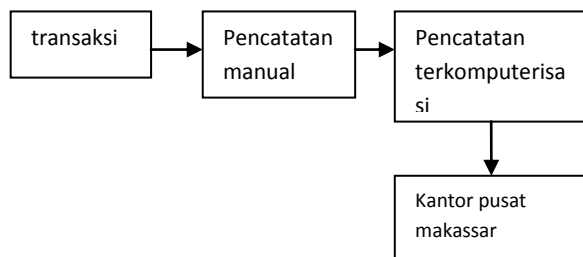 transaksi
Pencatatan
manual
Pencatatan
terkomputerisa
si
Kantor pusat
makassar